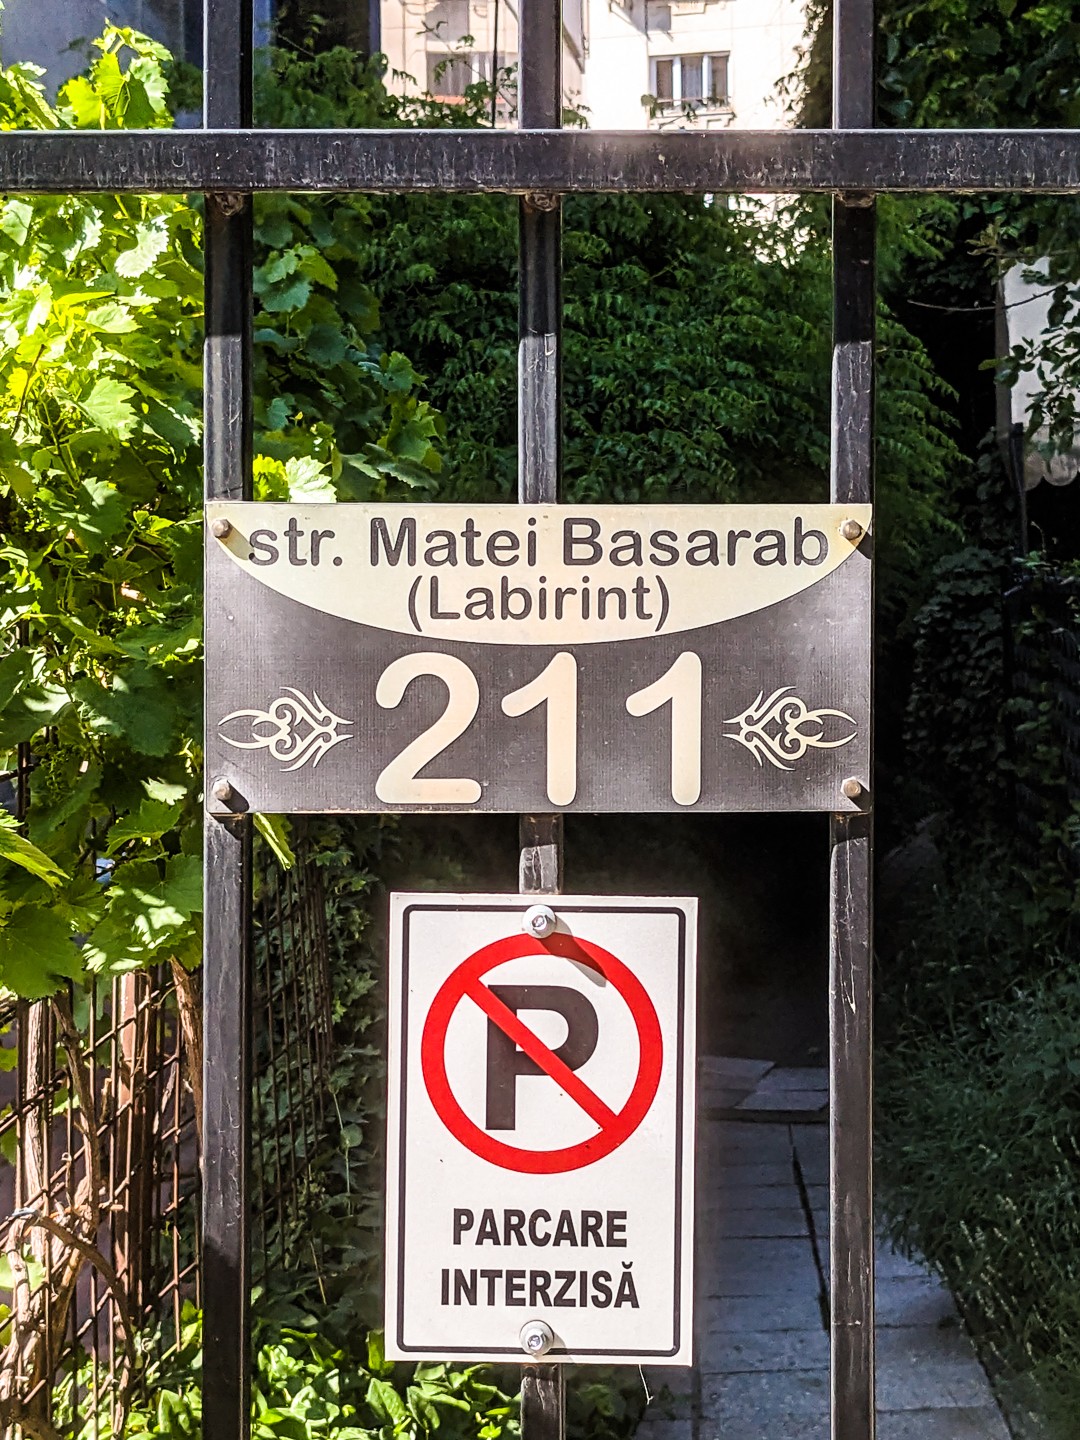 str. Matei Basarab
(Labirint)
211
P
PARCARE
INTERZISĂ